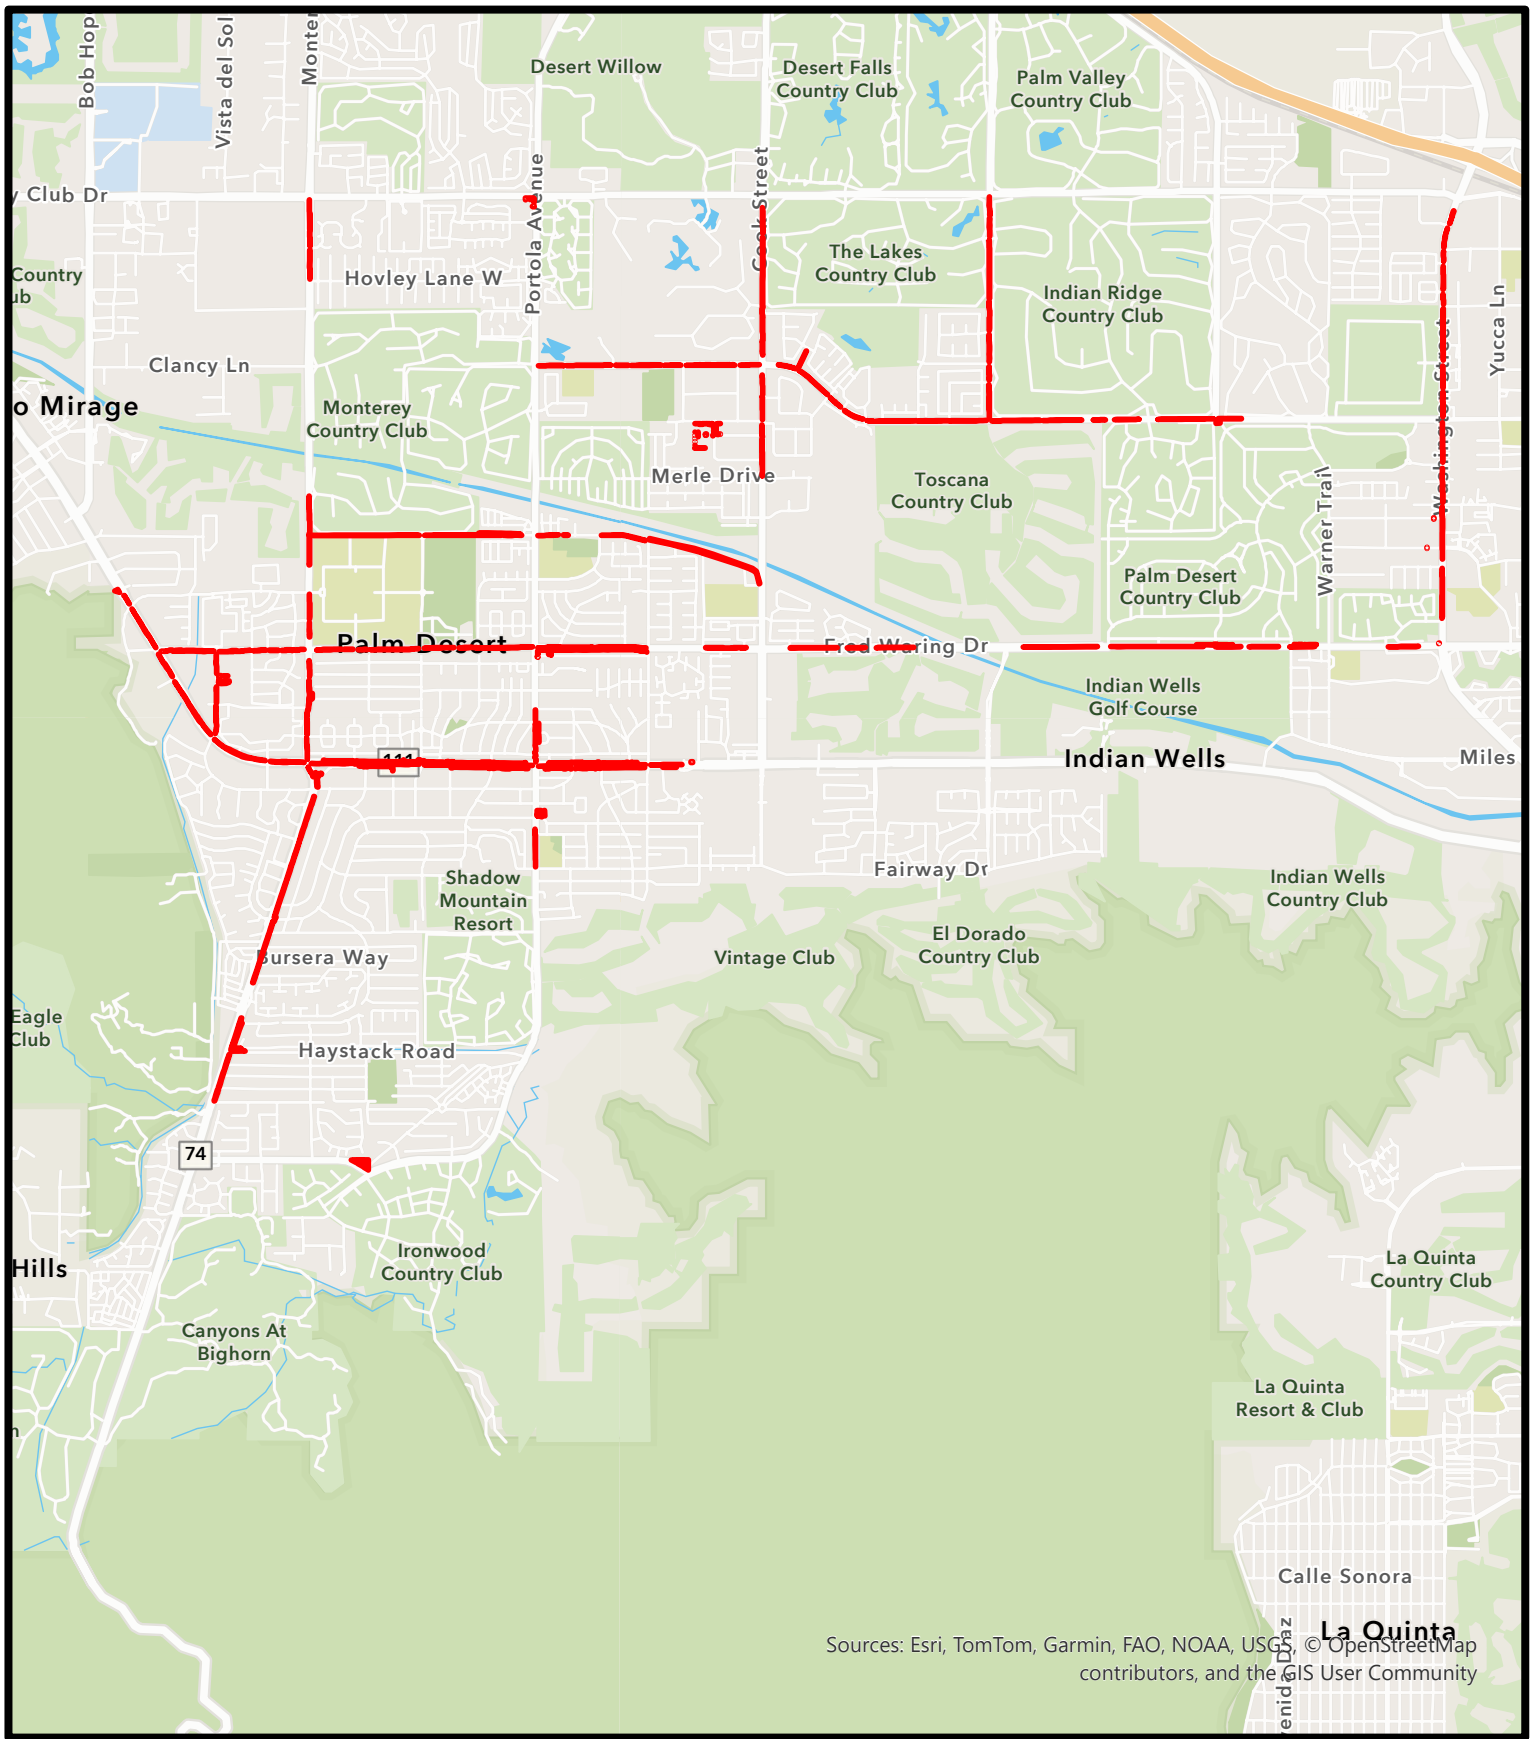 Bob Hop
Vista del Sol
Monter
Desert Willow
Desert Falls
Country Club
Palm Valley
Country Club
y Club Dr
Portola Avenue
Cook Street
The Lakes
Country Club
Country
ub
Hovley Lane W
Indian Ridge
Country Club
Yucca Ln
Clancy Ln
o Mirage
Monterey
Country Club
Washington Street
Merle Drive
Toscana
Country Club
Warner Trail
Palm Desert
Country Club
Palm Desert
Fred Waring Dr
Indian Wells
Golf Course
111
Indian Wells
Miles
Fairway Dr
Shadow
Mountain
Resort
Indian Wells
Country Club
El Dorado
Country Club
Bursera Way
Vintage Club
Eagle
Club
Haystack Road
74
Ironwood
Country Club
Hills
La Quinta
Country Club
Canyons At
Bighorn
La Quinta
Resort & Club
n
Calle Sonora
La Quinta
venida Diaz
Sources: Esri, TomTom, Garmin, FAO, NOAA, USGS, © OpenStreetMap
contributors, and the GIS User Community